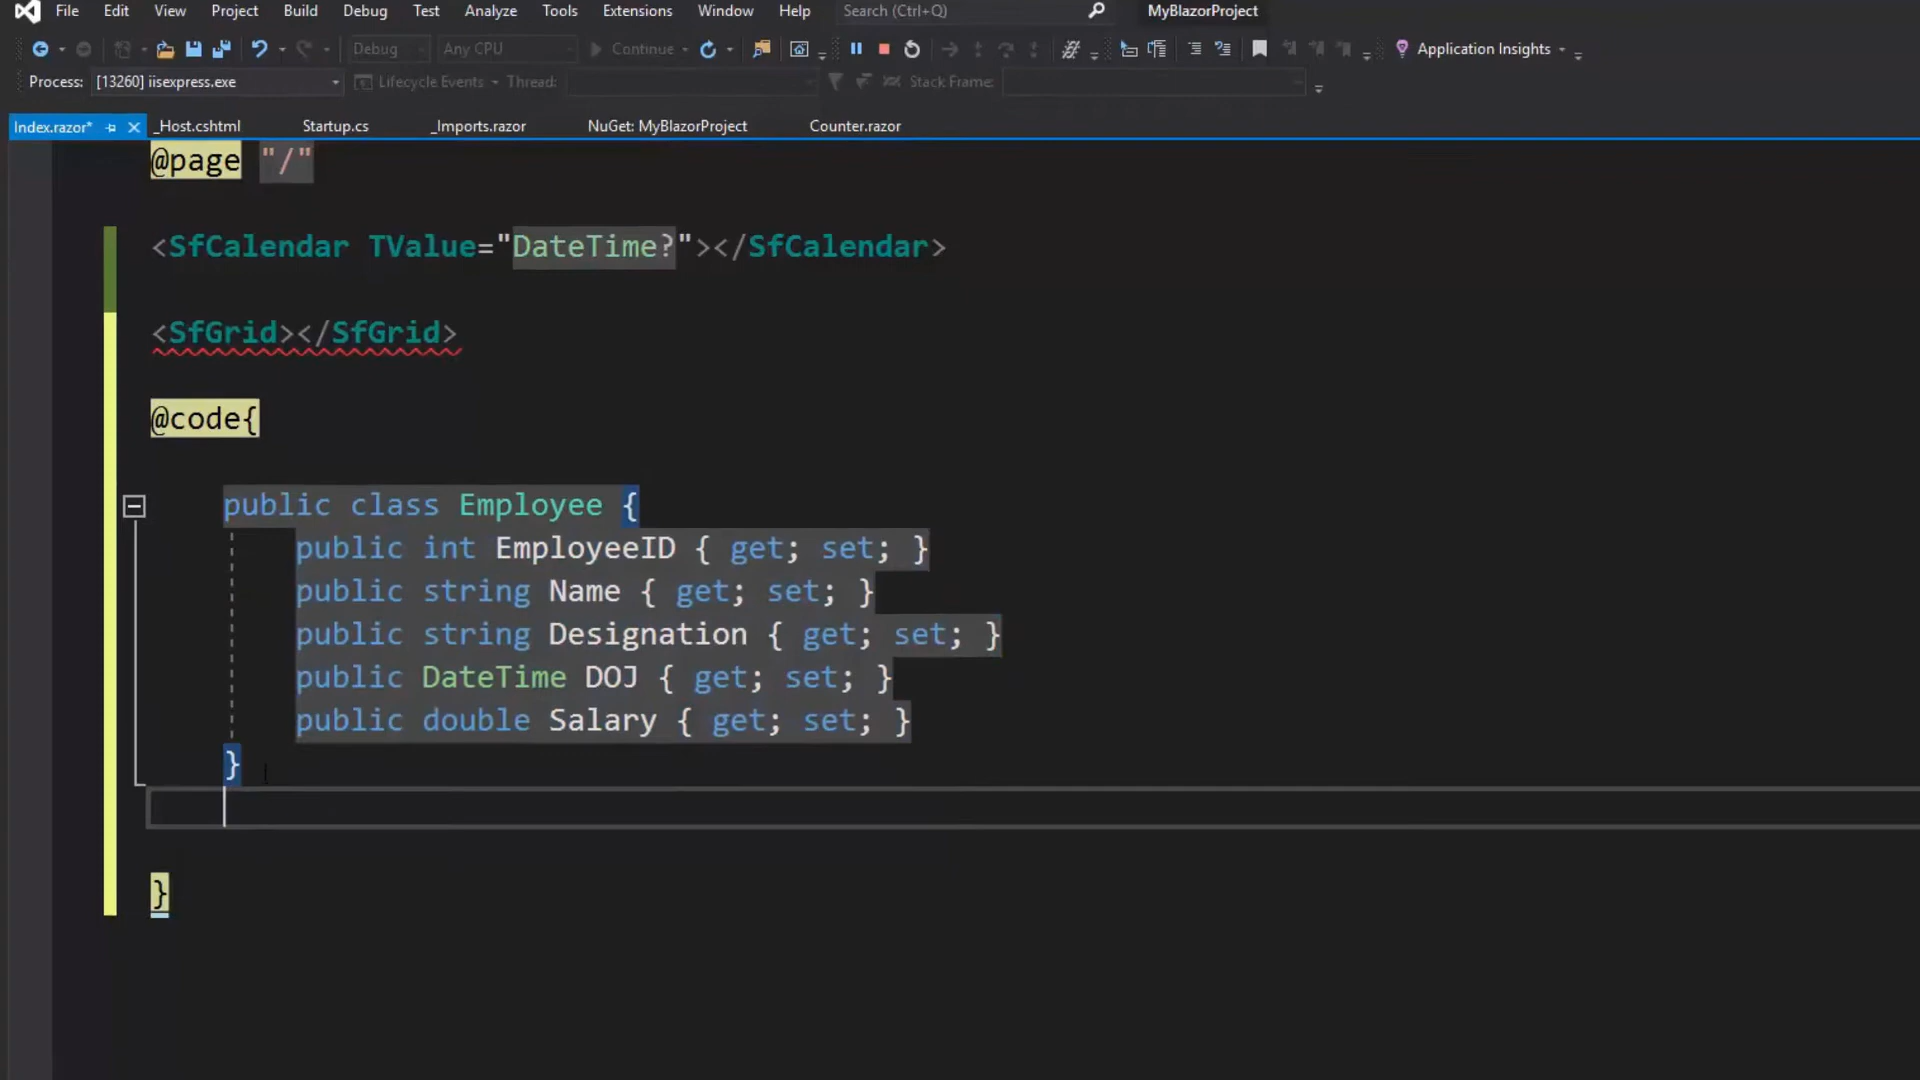 File Edit View Project Build Debug Test Analyze Tools Extensions Window Help Search (Ctrl+Q) MyBlazorProject
Debug Any CPU Continue Application Insights
Process: [13260] iisexpress.exe Lifecycle Events Thread: Stack Frame:
Index.razor* _Host.cshtml Startup.cs _Imports.razor NuGet: MyBlazorProject Counter.razor
@page "/"
<SfCalendar TValue="DateTime?"></SfCalendar>
<SfGrid></SfGrid>
@code{
public class Employee {
public int EmployeeID { get; set; }
public string Name { get; set; }
public string Designation { get; set; }
public DateTime DOJ { get; set; }
public double Salary { get; set; }
}
}